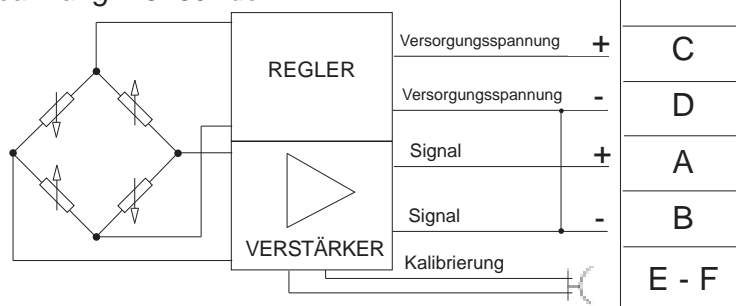 Versorgungsspannung + C
REGLER
Versorgungsspannung - D
Signal + A
Signal - B
VERSTÄRKER
Kalibrierung E - F